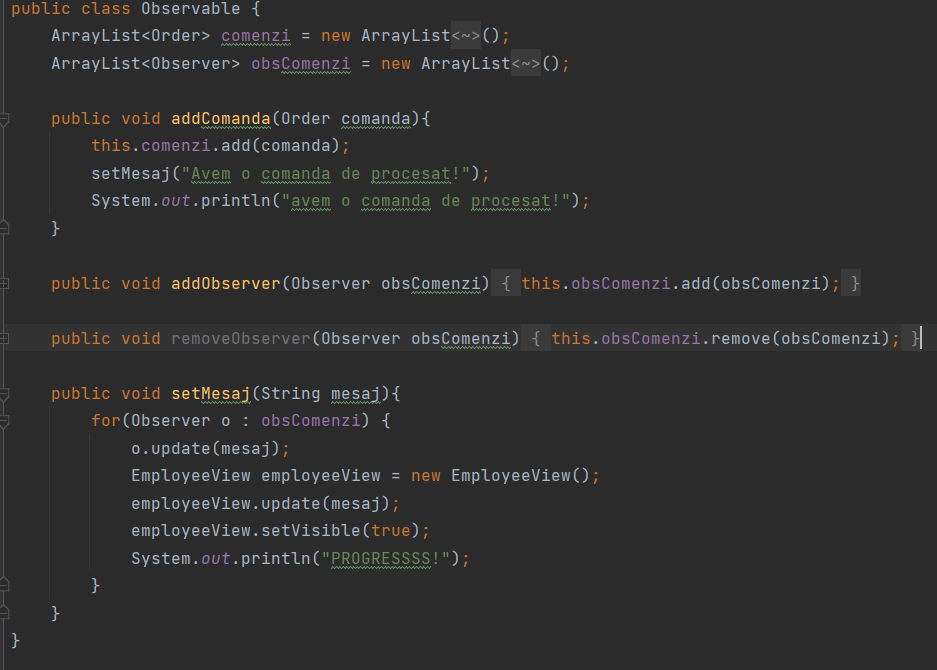 public class Observable {
    ArrayList<Order> comenzi = new ArrayList<~>();
    ArrayList<Observer> obsComenzi = new ArrayList<~>();

    public void addComanda(Order comanda){
        this.comenzi.add(comanda);
        setMesaj("Avem o comanda de procesat!");
        System.out.println("avem o comanda de procesat!");
    }

    public void addObserver(Observer obsComenzi) { this.obsComenzi.add(obsComenzi); }

    public void removeObserver(Observer obsComenzi) { this.obsComenzi.remove(obsComenzi); }

    public void setMesaj(String mesaj){
        for(Observer o : obsComenzi) {
            o.update(mesaj);
            EmployeeView employeeView = new EmployeeView();
            employeeView.update(mesaj);
            employeeView.setVisible(true);
            System.out.println("PROGRESSSS!");
        }
    }
}